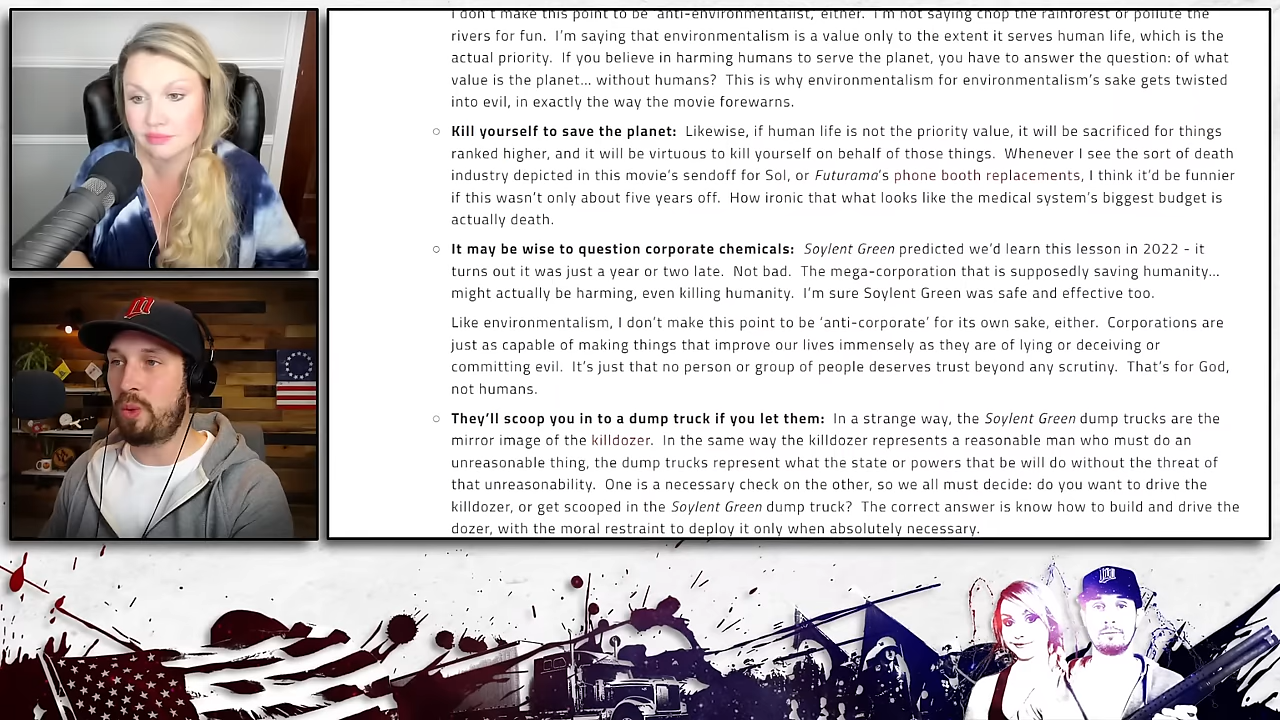 I don't make this point to be 'anti-environmentalist,' either.  I'm not saying chop the rainforest or pollute the
rivers for fun.  I'm saying that environmentalism is a value only to the extent it serves human life, which is the
actual priority.  If you believe in harming humans to serve the planet, you have to answer the question: of what
value is the planet... without humans?  This is why environmentalism for environmentalism's sake gets twisted
into evil, in exactly the way the movie forewarns.
○ Kill yourself to save the planet:  Likewise, if human life is not the priority value, it will be sacrificed for things
ranked higher, and it will be virtuous to kill yourself on behalf of those things.  Whenever I see the sort of death
industry depicted in this movie's sendoff for Sol, or Futurama's phone booth replacements, I think it'd be funnier
if this wasn't only about five years off.  How ironic that what looks like the medical system's biggest budget is
actually death.
○ It may be wise to question corporate chemicals:  Soylent Green predicted we'd learn this lesson in 2022 - it
turns out it was just a year or two late.  Not bad.  The mega-corporation that is supposedly saving humanity...
might actually be harming, even killing humanity.  I'm sure Soylent Green was safe and effective too.
Like environmentalism, I don't make this point to be 'anti-corporate' for its own sake, either.  Corporations are
just as capable of making things that improve our lives immensely as they are of lying or deceiving or
committing evil.  It's just that no person or group of people deserves trust beyond any scrutiny.  That's for God,
not humans.
○ They'll scoop you in to a dump truck if you let them:  In a strange way, the Soylent Green dump trucks are the
mirror image of the killdozer.  In the same way the killdozer represents a reasonable man who must do an
unreasonable thing, the dump trucks represent what the state or powers that be will do without the threat of
that unreasonability.  One is a necessary check on the other, so we all must decide: do you want to drive the
killdozer, or get scooped in the Soylent Green dump truck?  The correct answer is know how to build and drive the
dozer, with the moral restraint to deploy it only when absolutely necessary.